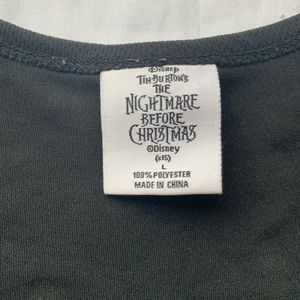 Disney
Tim Burton's
THE
NIGHTMARE
BEFORE
CHRISTMAS
©Disney
(s15)
L
100% POLYESTER
MADE IN CHINA